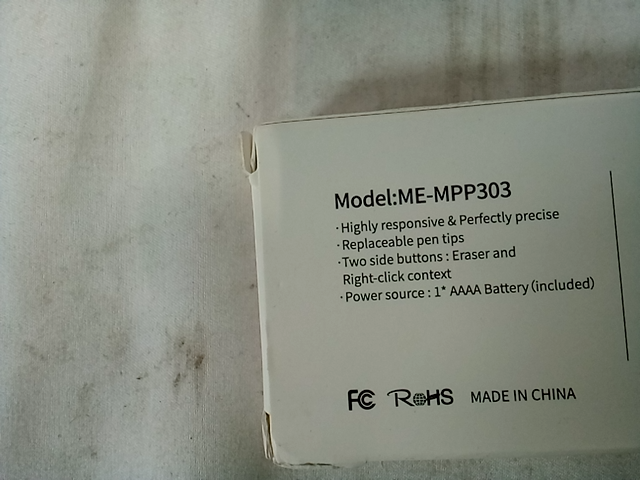 Model:ME-MPP303
·Highly responsive & Perfectly precise
·Replaceable pen tips
·Two side buttons : Eraser and
Right-click context
·Power source : 1* AAAA Battery (included)
FC RoHS MADE IN CHINA